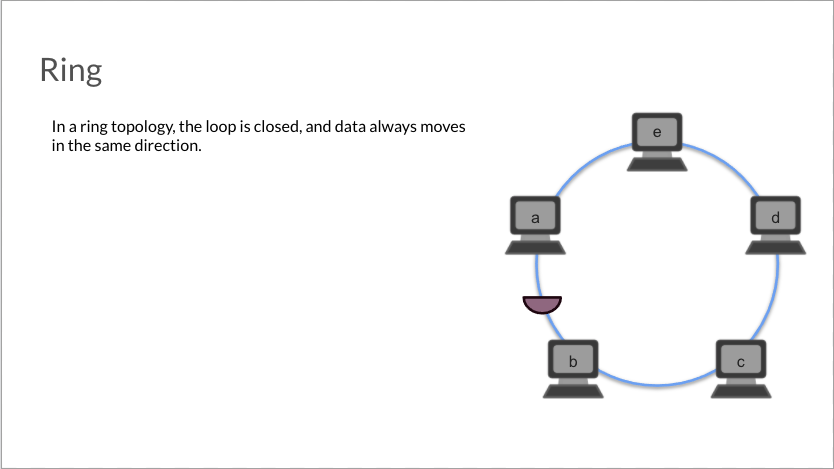 Ring
In a ring topology, the loop is closed, and data always moves
in the same direction.
e
a
d
b
c